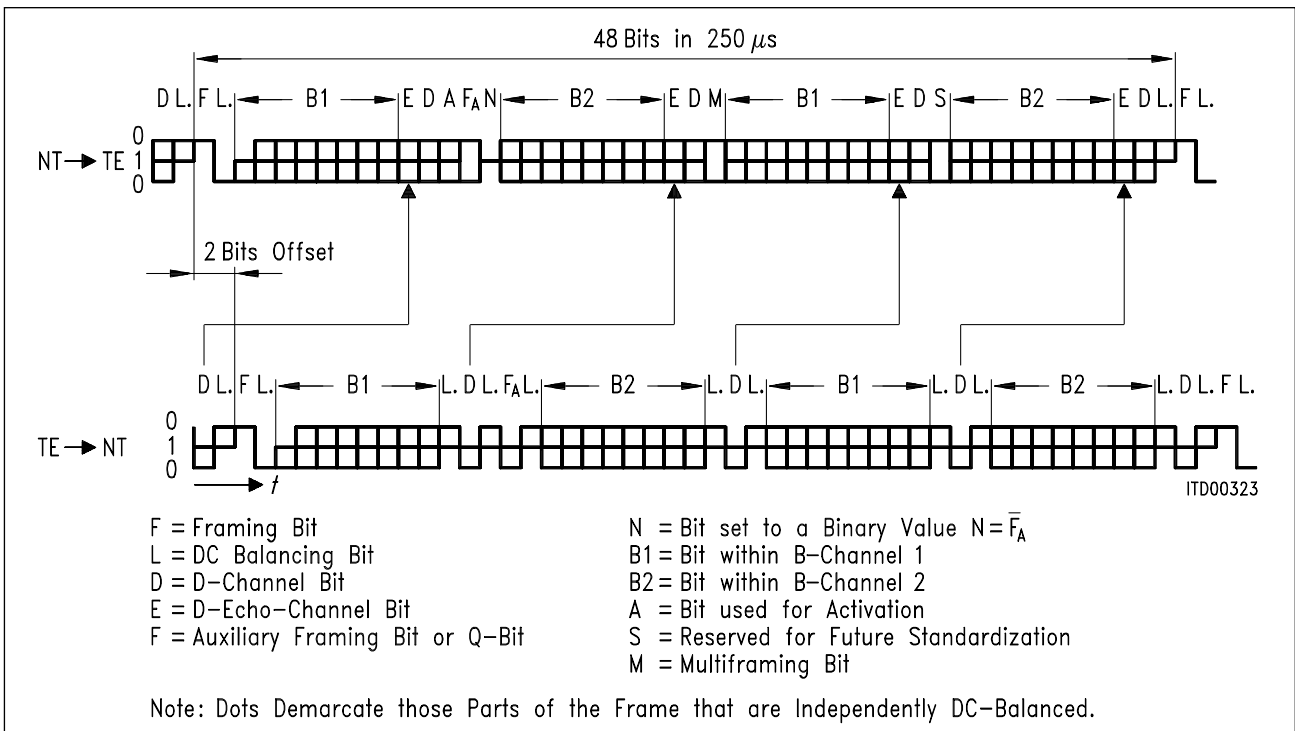 48 Bits in 250 μs
D L. F L. B1 E D A FA N B2 E D M B1 E D S B2 E D L. F L.
0
NT → TE 1
0
2 Bits Offset
D L. F L. B1 L. D L. FA L. B2 L. D L. B1 L. D L. B2 L. D L. F L.
0
TE → NT 1
0
t
ITD00323
F = Framing Bit
L = DC Balancing Bit
D = D-Channel Bit
E = D-Echo-Channel Bit
F = Auxiliary Framing Bit or Q-Bit
N = Bit set to a Binary Value N = F̅A
B1 = Bit within B-Channel 1
B2 = Bit within B-Channel 2
A = Bit used for Activation
S = Reserved for Future Standardization
M = Multiframing Bit
Note: Dots Demarcate those Parts of the Frame that are Independently DC-Balanced.